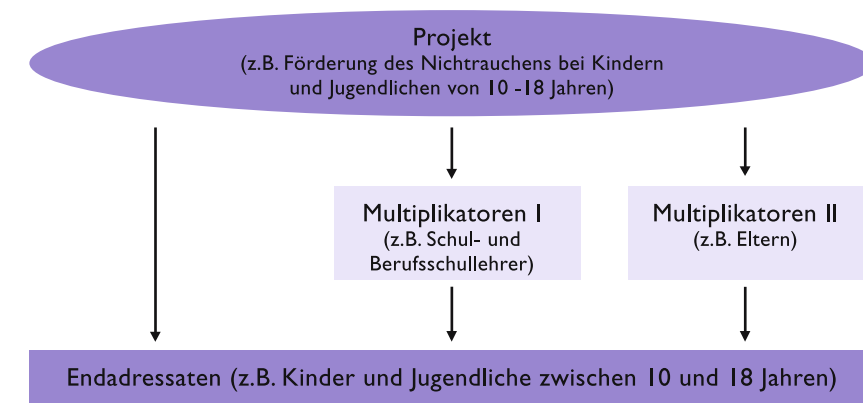 Projekt
(z.B. Förderung des Nichtrauchens bei Kindern
und Jugendlichen von 10 -18 Jahren)
Multiplikatoren I
(z.B. Schul- und
Berufsschullehrer)
Multiplikatoren II
(z.B. Eltern)
Endadressaten (z.B. Kinder und Jugendliche zwischen 10 und 18 Jahren)